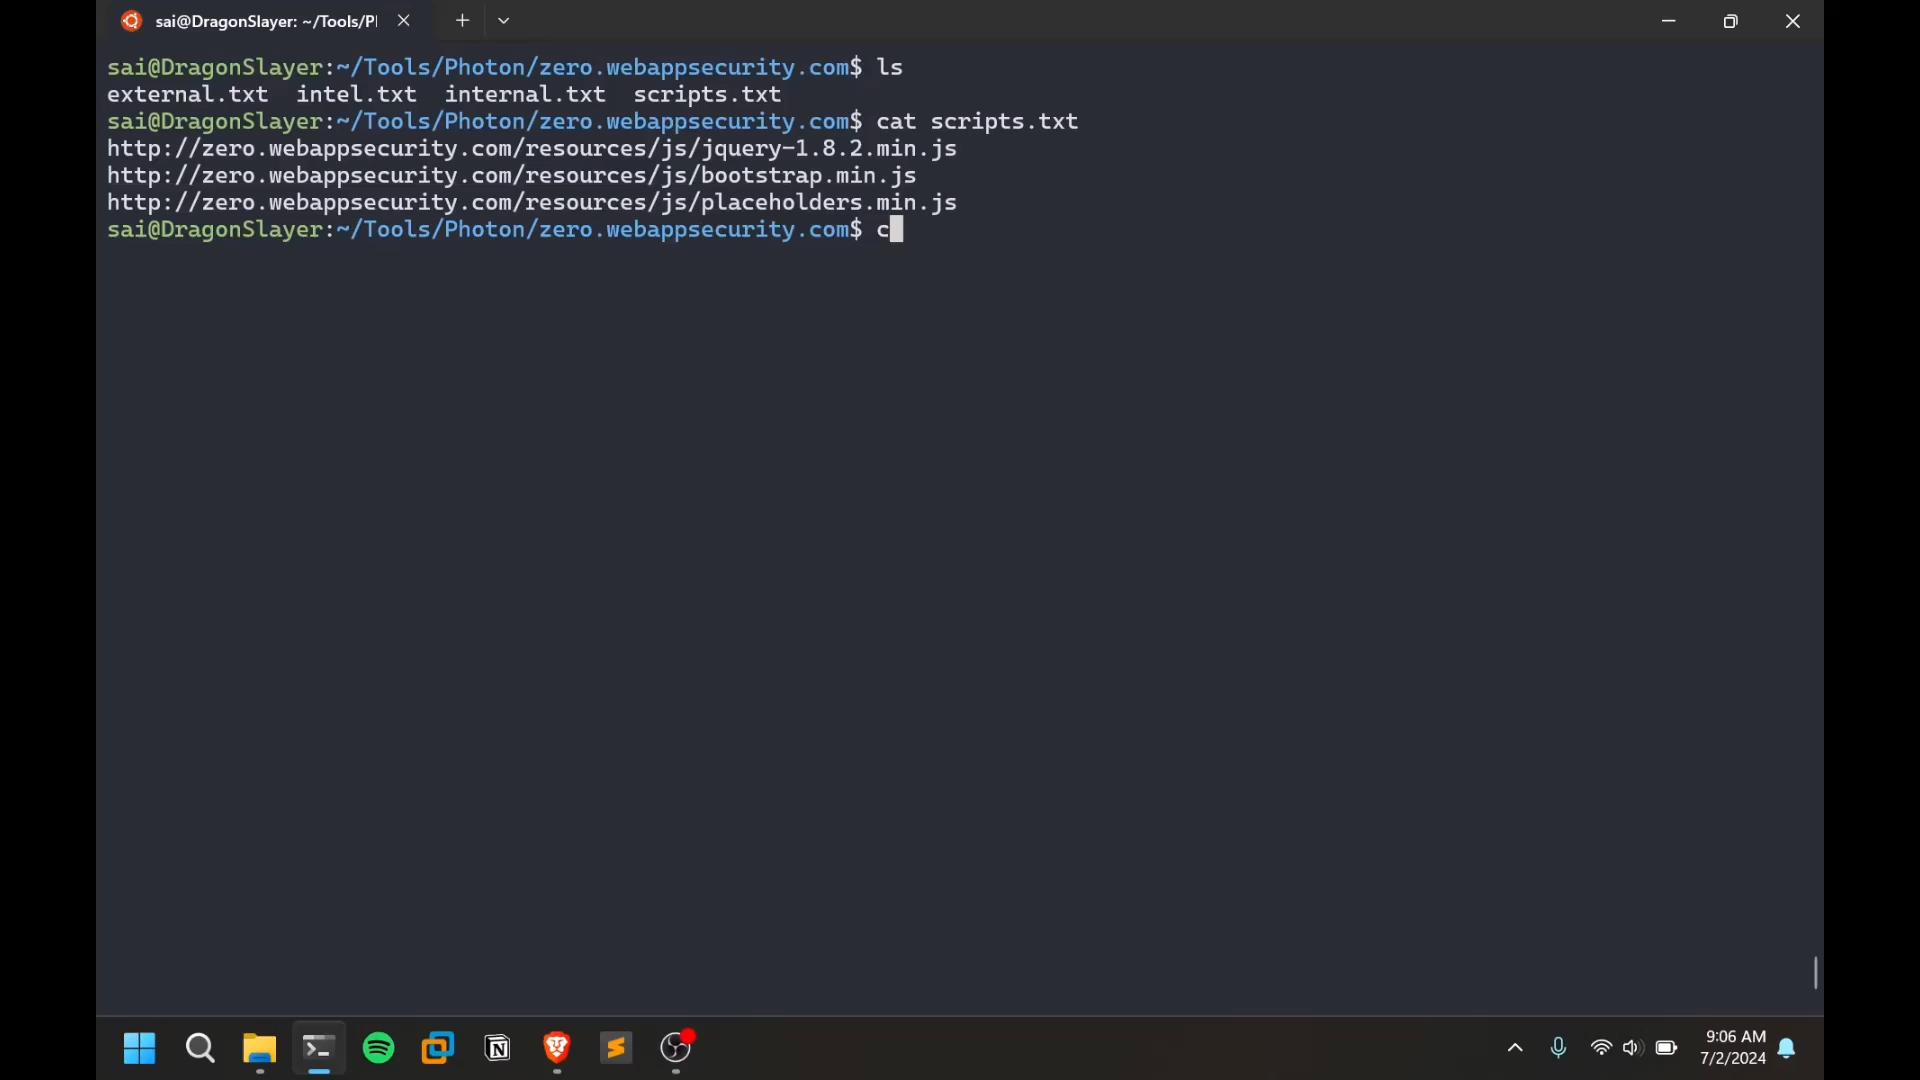 sai@DragonSlayer: ~/Tools/Pl
sai@DragonSlayer:~/Tools/Photon/zero.webappsecurity.com$ ls
external.txt  intel.txt  internal.txt  scripts.txt
sai@DragonSlayer:~/Tools/Photon/zero.webappsecurity.com$ cat scripts.txt
http://zero.webappsecurity.com/resources/js/jquery-1.8.2.min.js
http://zero.webappsecurity.com/resources/js/bootstrap.min.js
http://zero.webappsecurity.com/resources/js/placeholders.min.js
sai@DragonSlayer:~/Tools/Photon/zero.webappsecurity.com$ c
9:06 AM
7/2/2024